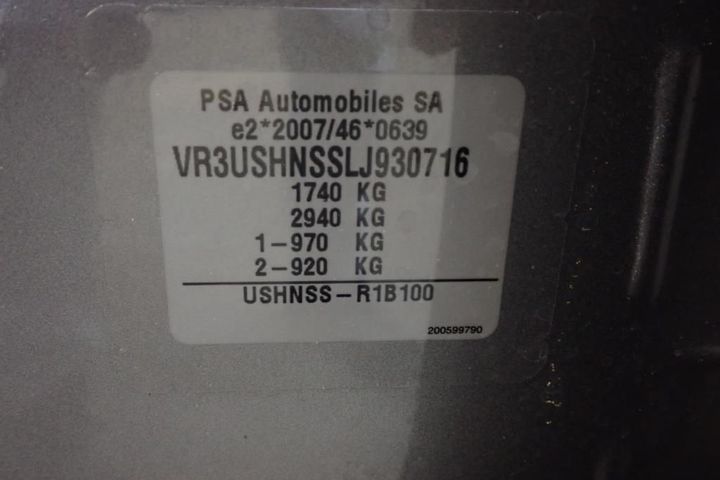 PSA Automobiles SA
e2*2007/46*0639
VR3USHNSSLJ930716
1740 KG
2940 KG
1-970 KG
2-920 KG
USHNSS-R1B100
200599790